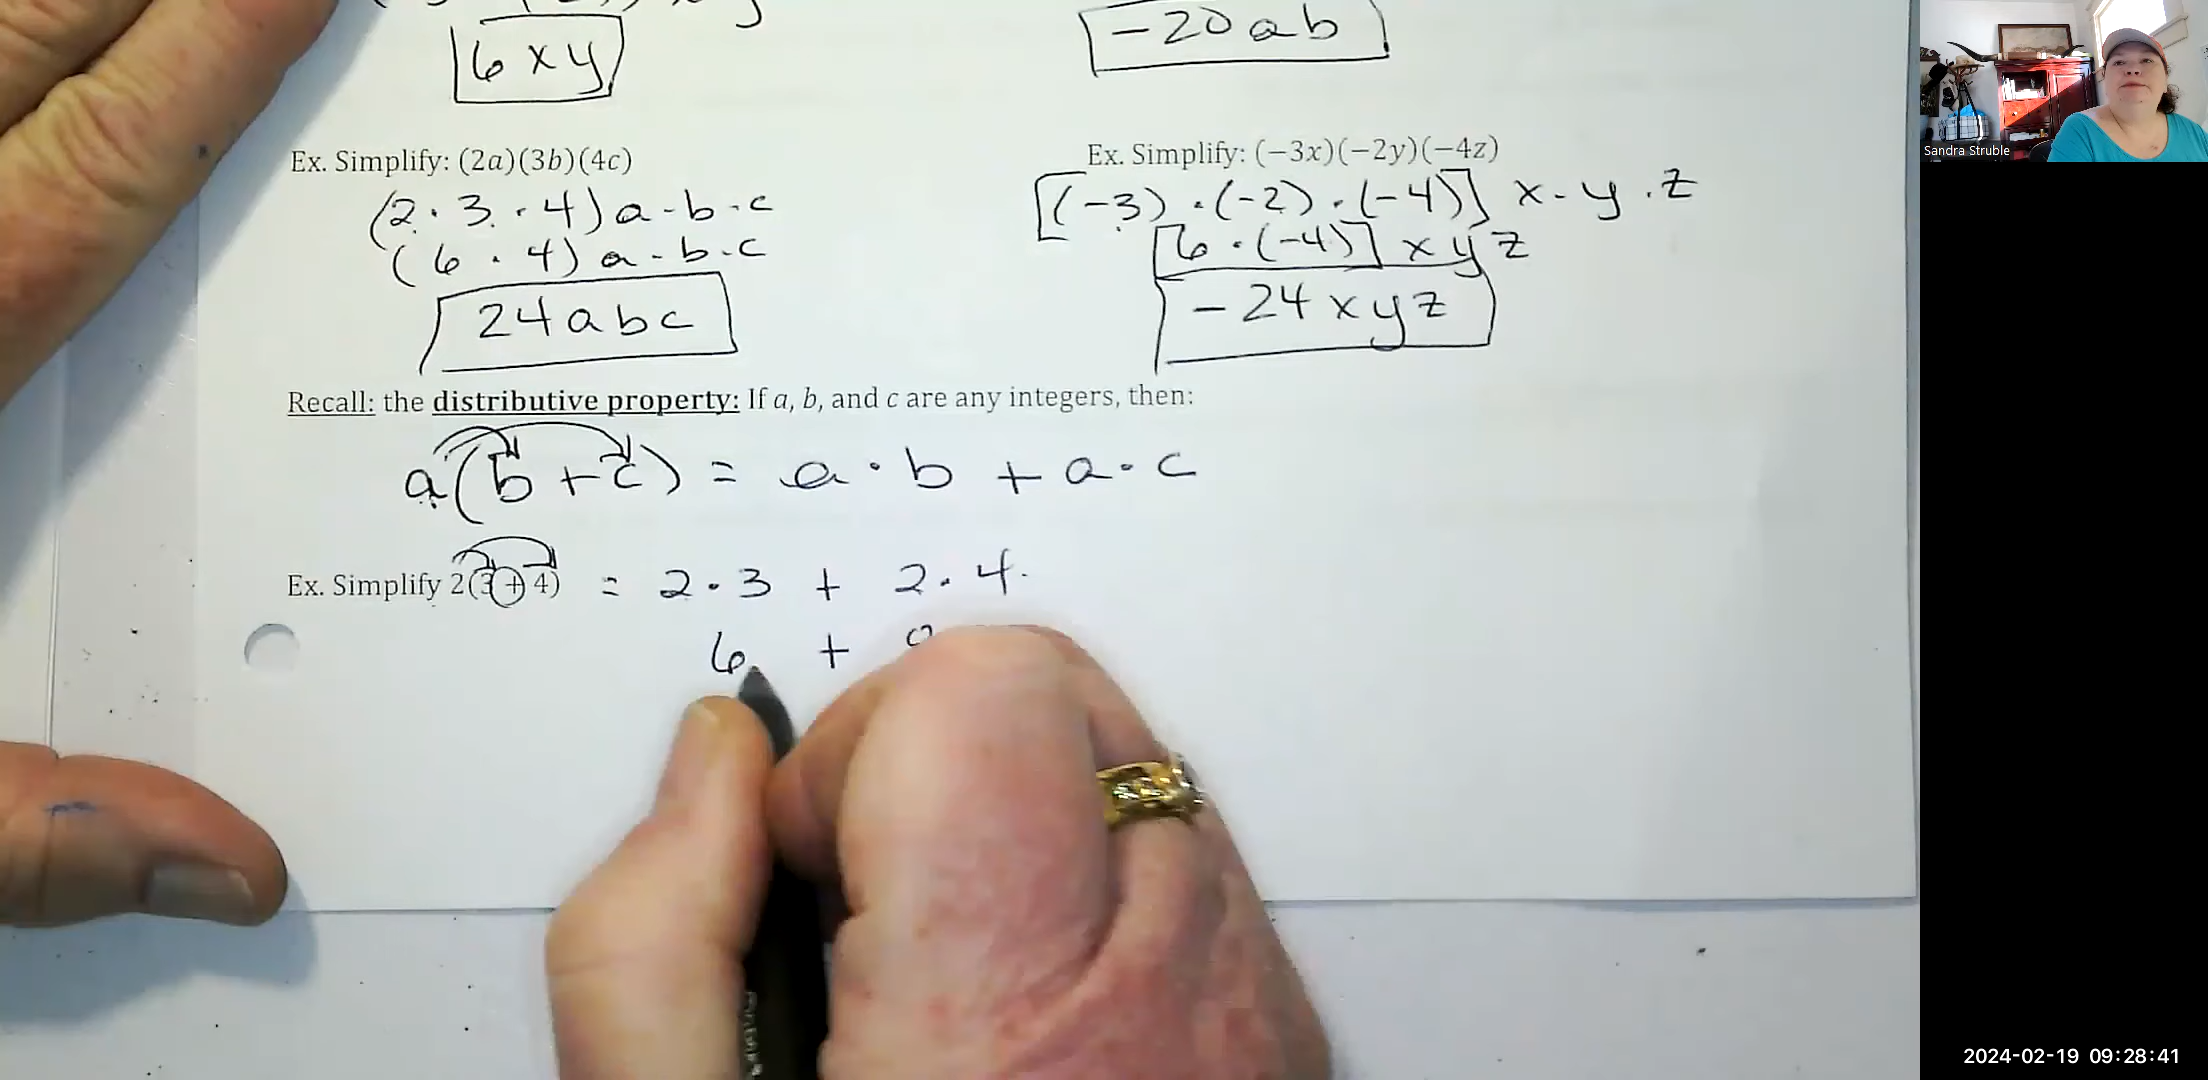 6xy
-20ab
Ex. Simplify: (2a)(3b)(4c)
(2·3·4)a·b·c
(6·4)a·b·c
24abc
Ex. Simplify: (−3x)(−2y)(−4z)
[(-3)·(-2)·(-4)] x·y·z
[6·(-4)] xyz
-24xyz
Recall: the distributive property: If a, b, and c are any integers, then:
a(b+c) = a·b + a·c
Ex. Simplify 2(3 + 4) = 2·3 + 2·4
6 +
Sandra Struble
2024-02-19 09:28:41